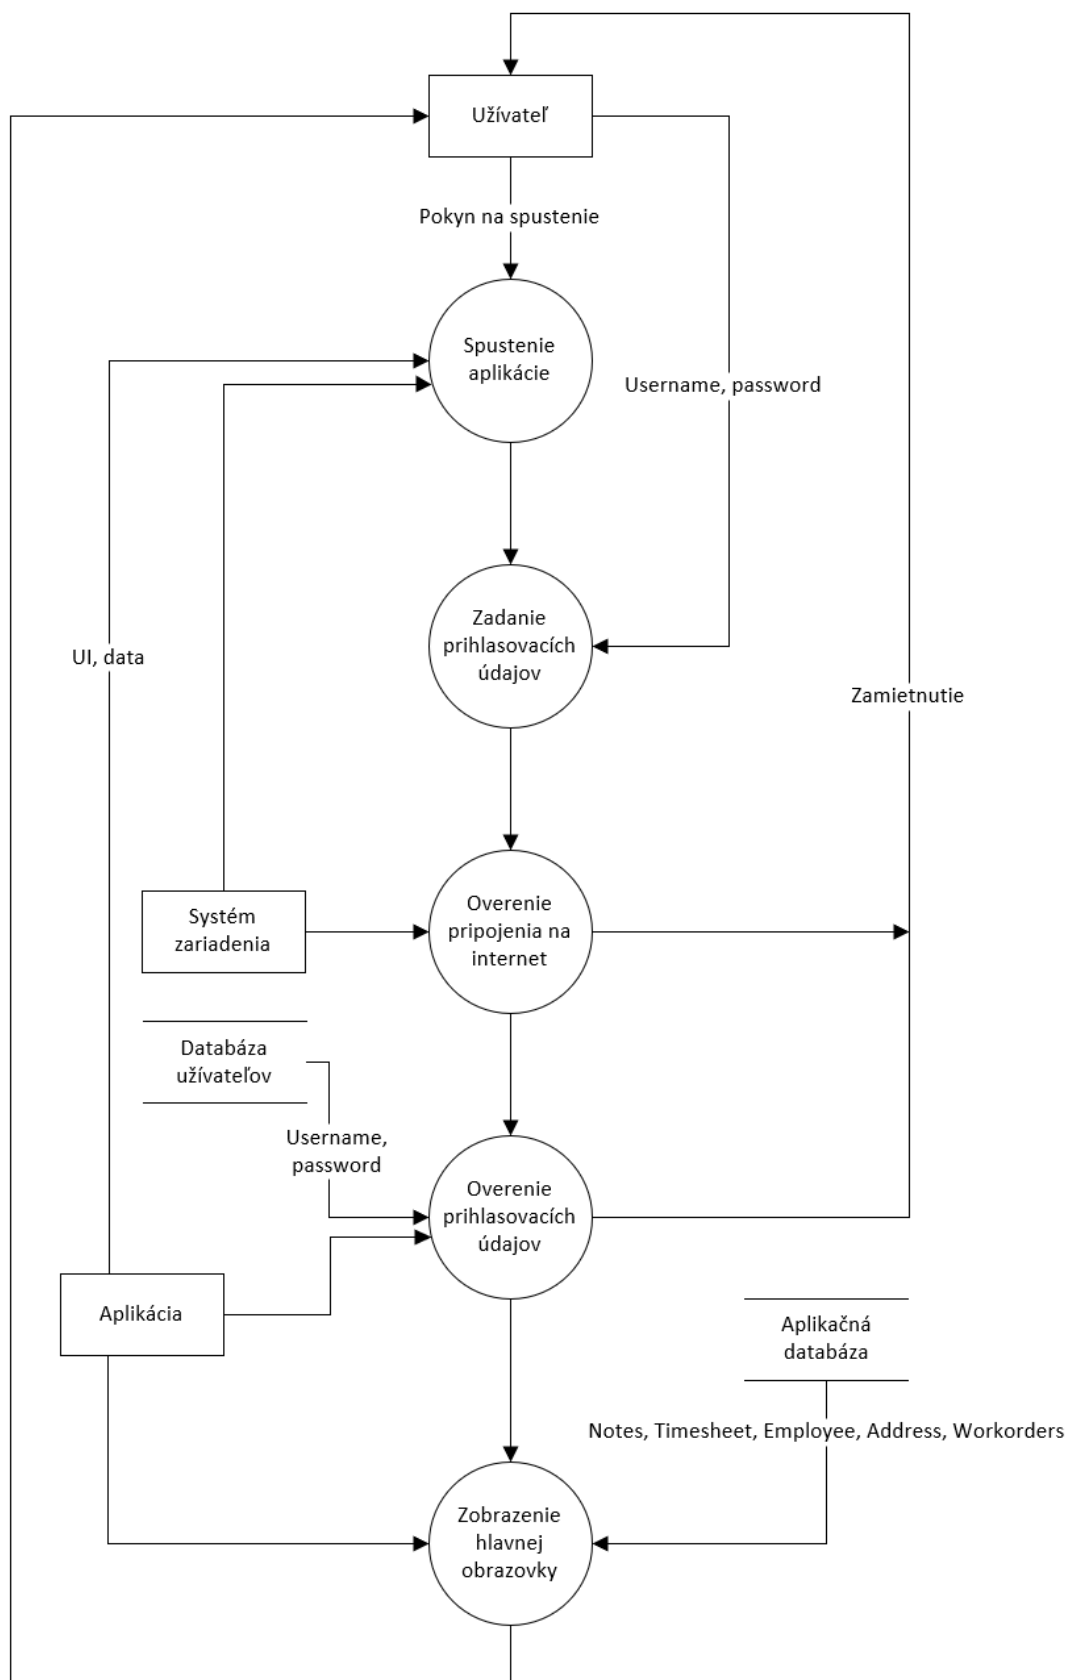 Užívateľ
Pokyn na spustenie
Spustenie
aplikácie
Username, password
Zadanie
prihlasovacích
údajov
UI, data
Zamietnutie
Systém
zariadenia
Overenie
pripojenia na
internet
Databáza
užívateľov
Username,
password
Overenie
prihlasovacích
údajov
Aplikácia
Aplikačná
databáza
Notes, Timesheet, Employee, Address, Workorders
Zobrazenie
hlavnej
obrazovky